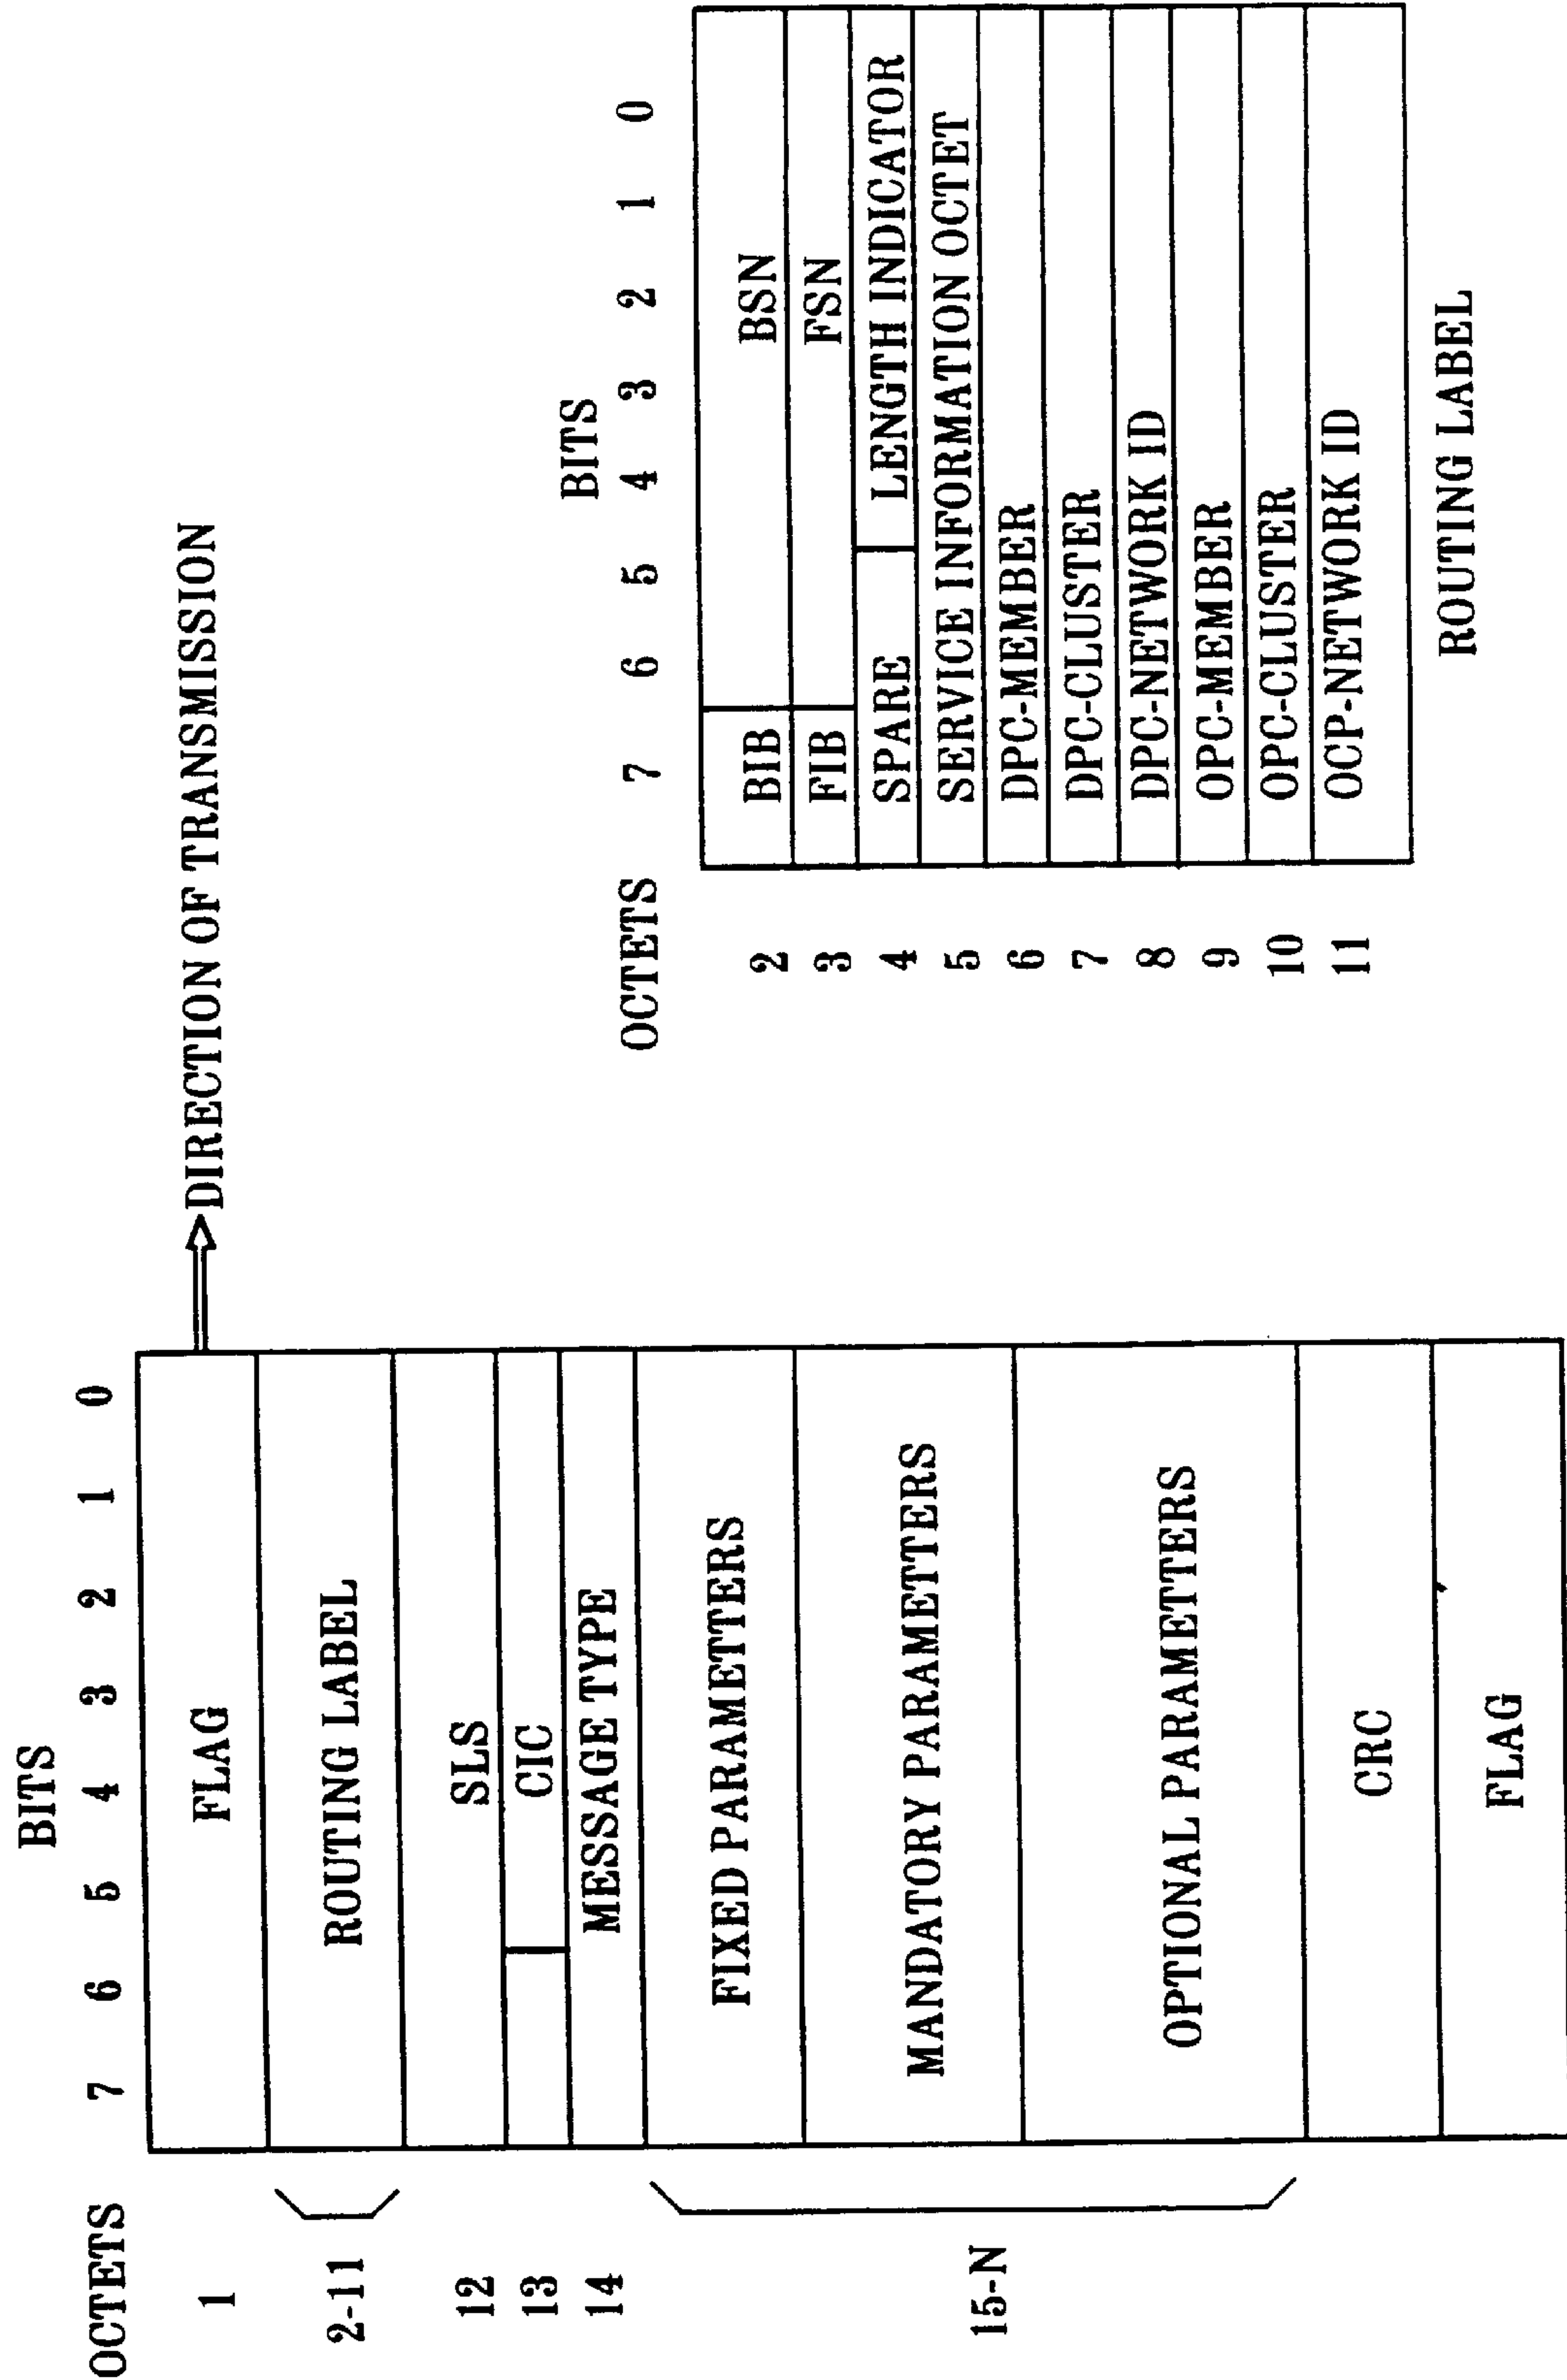 BITS
OCTETS 7 6 5 4 3 2 1 0
1 FLAG
DIRECTION OF TRANSMISSION
2-11 ROUTING LABEL
12 SLS
13 CIC
14 MESSAGE TYPE
15-N
FIXED PARAMETTERS
MANDATORY PARAMETTERS
OPTIONAL PARAMETTERS
CRC
FLAG
BITS
OCTETS 7 6 5 4 3 2 1 0
2 BIB BSN
3 FIB FSN
4 SPARE LENGTH INDICATOR
5 SERVICE INFORMATION OCTET
6 DPC-MEMBER
7 DPC-CLUSTER
8 DPC-NETWORK ID
9 OPC-MEMBER
10 OPC-CLUSTER
11 OCP-NETWORK ID
ROUTING LABEL